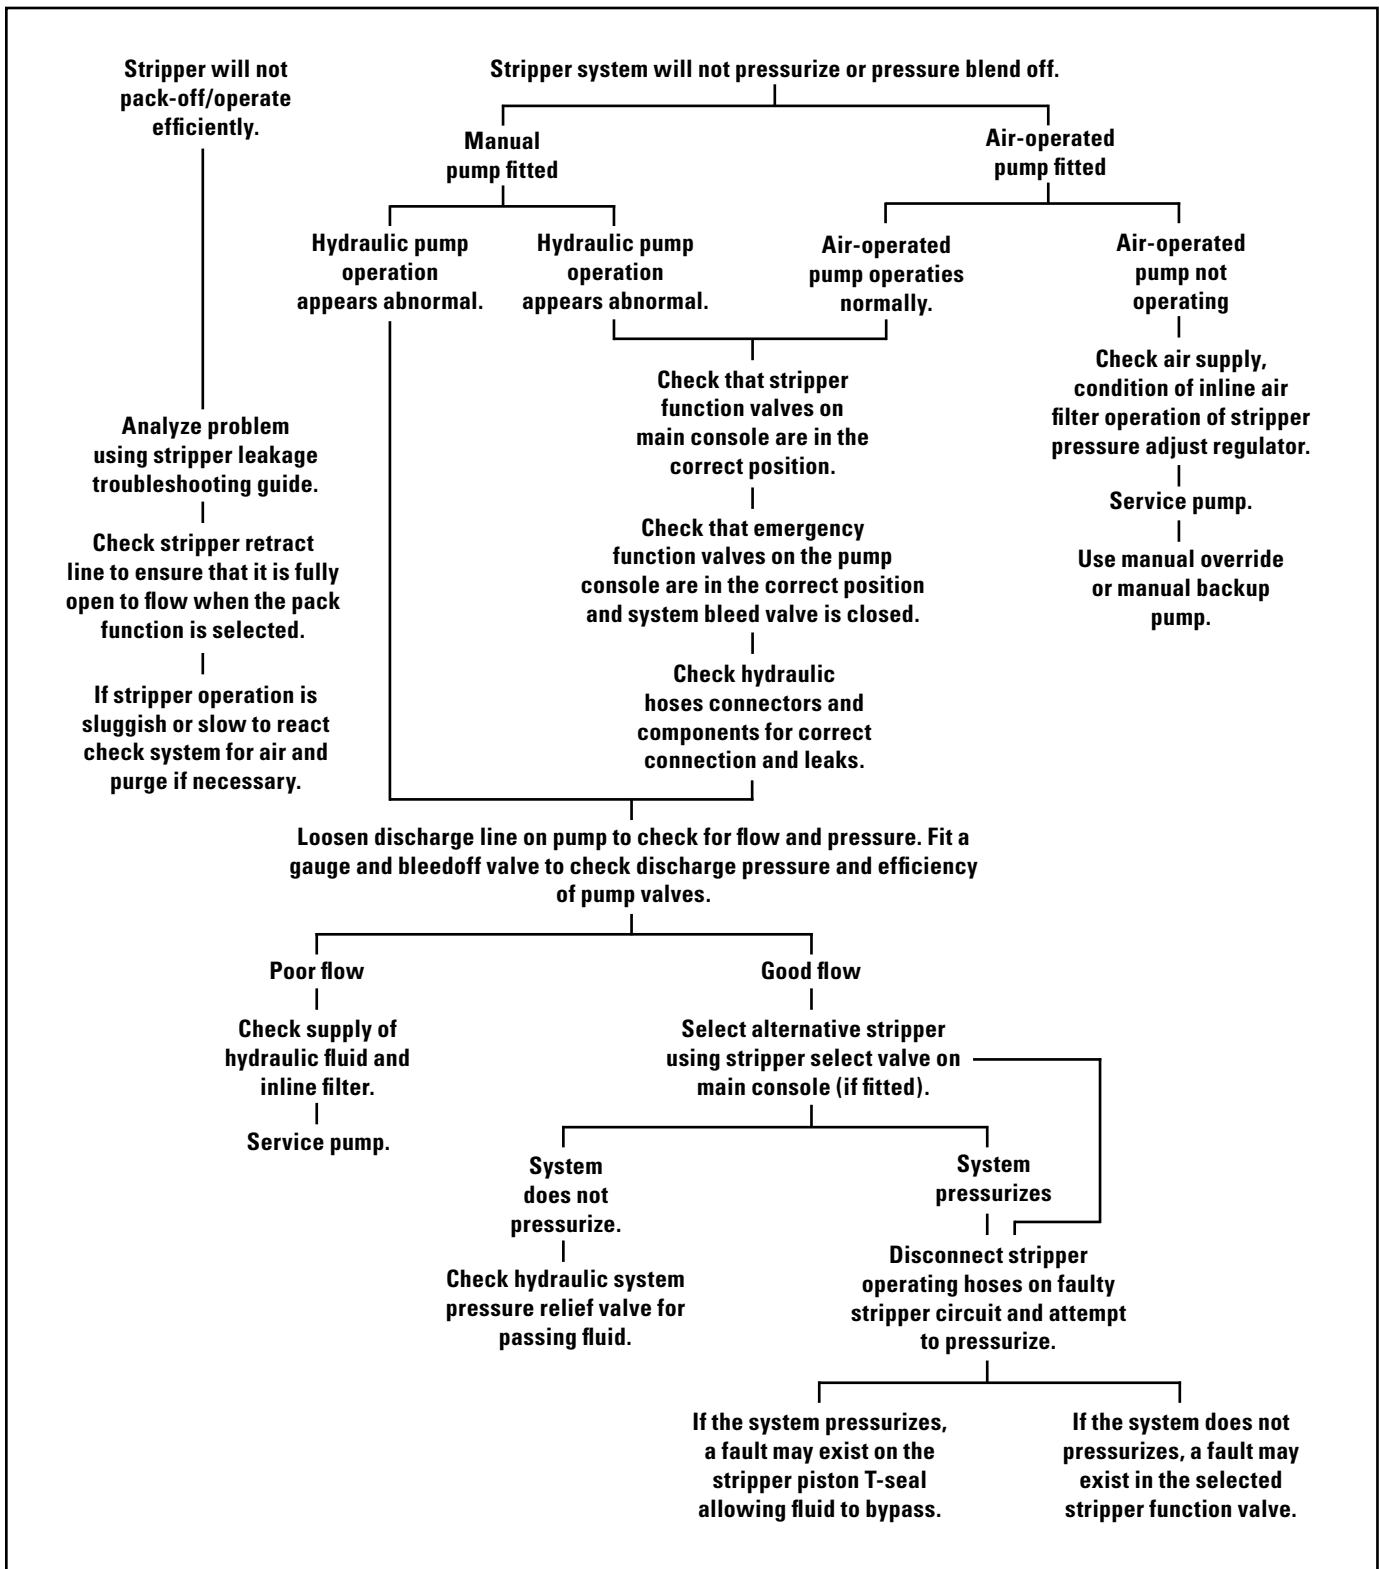 Stripper will not
pack-off/operate
efficiently.
Analyze problem
using stripper leakage
troubleshooting guide.
Check stripper retract
line to ensure that it is fully
open to flow when the pack
function is selected.
If stripper operation is
sluggish or slow to react
check system for air and
purge if necessary.
Stripper system will not pressurize or pressure blend off.
Manual
pump fitted
Air-operated
pump fitted
Hydraulic pump
operation
appears abnormal.
Hydraulic pump
operation
appears abnormal.
Air-operated
pump operaties
normally.
Air-operated
pump not
operating
Check that stripper
function valves on
main console are in the
correct position.
Check that emergency
function valves on the pump
console are in the correct position
and system bleed valve is closed.
Check hydraulic
hoses connectors and
components for correct
connection and leaks.
Check air supply,
condition of inline air
filter operation of stripper
pressure adjust regulator.
Service pump.
Use manual override
or manual backup
pump.
Loosen discharge line on pump to check for flow and pressure. Fit a
gauge and bleedoff valve to check discharge pressure and efficiency
of pump valves.
Poor flow
Check supply of
hydraulic fluid and
inline filter.
Service pump.
Good flow
Select alternative stripper
using stripper select valve on
main console (if fitted).
System
does not
pressurize.
Check hydraulic system
pressure relief valve for
passing fluid.
System
pressurizes
Disconnect stripper
operating hoses on faulty
stripper circuit and attempt
to pressurize.
If the system pressurizes,
a fault may exist on the
stripper piston T-seal
allowing fluid to bypass.
If the system does not
pressurizes, a fault may
exist in the selected
stripper function valve.